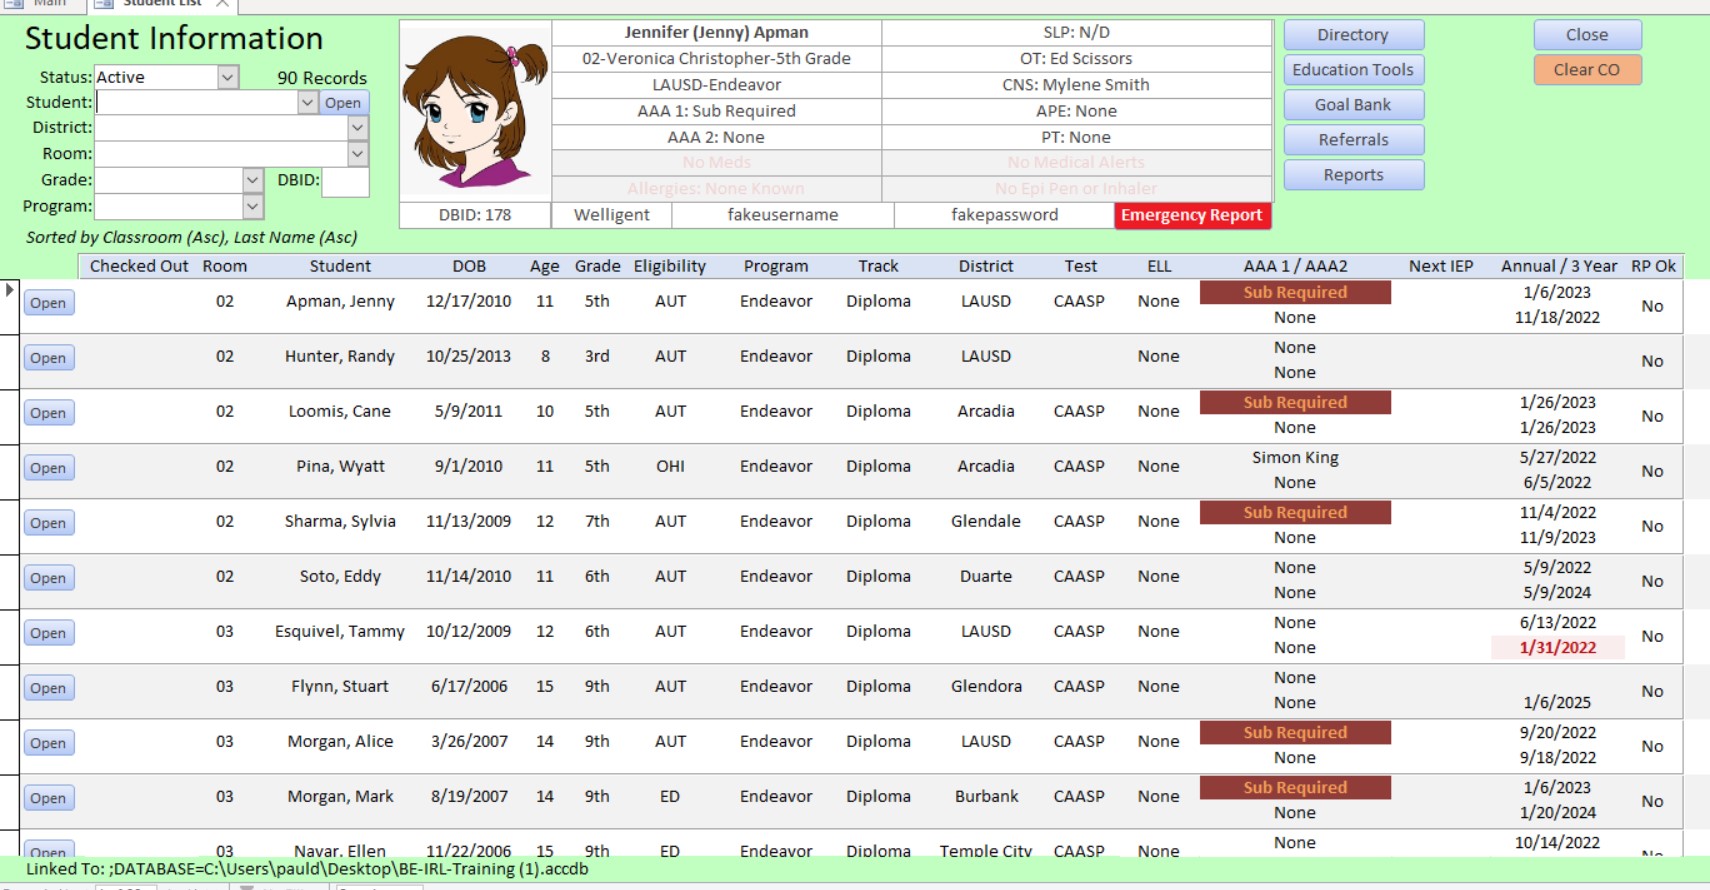 Main Student List
Student Information
Status: Active 90 Records
Student: Open
District:
Room:
Grade: DBID:
Program:
Sorted by Classroom (Asc), Last Name (Asc)
Jennifer (Jenny) Apman SLP: N/D
02-Veronica Christopher-5th Grade OT: Ed Scissors
LAUSD-Endeavor CNS: Mylene Smith
AAA 1: Sub Required APE: None
AAA 2: None PT: None
No Meds No Medical Alerts
Allergies: None Known No Epi Pen or Inhaler
DBID: 178 Welligent fakeusername fakepassword Emergency Report
Directory
Education Tools
Goal Bank
Referrals
Reports
Close
Clear CO
Checked Out Room Student DOB Age Grade Eligibility Program Track District Test ELL AAA 1 / AAA2 Next IEP Annual / 3 Year RP Ok
Open 02 Apman, Jenny 12/17/2010 11 5th AUT Endeavor Diploma LAUSD CAASP None Sub Required 1/6/2023 No
None 11/18/2022
Open 02 Hunter, Randy 10/25/2013 8 3rd AUT Endeavor Diploma LAUSD None None No
None
Open 02 Loomis, Cane 5/9/2011 10 5th AUT Endeavor Diploma Arcadia CAASP None Sub Required 1/26/2023 No
None 1/26/2023
Open 02 Pina, Wyatt 9/1/2010 11 5th OHI Endeavor Diploma Arcadia CAASP None Simon King 5/27/2022 No
None 6/5/2022
Open 02 Sharma, Sylvia 11/13/2009 12 7th AUT Endeavor Diploma Glendale CAASP None Sub Required 11/4/2022 No
None 11/9/2023
Open 02 Soto, Eddy 11/14/2010 11 6th AUT Endeavor Diploma Duarte CAASP None None 5/9/2022 No
None 5/9/2024
Open 03 Esquivel, Tammy 10/12/2009 12 6th AUT Endeavor Diploma LAUSD CAASP None None 6/13/2022 No
None 1/31/2022
Open 03 Flynn, Stuart 6/17/2006 15 9th AUT Endeavor Diploma Glendora CAASP None None No
None 1/6/2025
Open 03 Morgan, Alice 3/26/2007 14 9th AUT Endeavor Diploma LAUSD CAASP None Sub Required 9/20/2022 No
None 9/18/2022
Open 03 Morgan, Mark 8/19/2007 14 9th ED Endeavor Diploma Burbank CAASP None Sub Required 1/6/2023 No
None 1/20/2024
Open 03 Navar, Ellen 11/22/2006 15 9th ED Endeavor Diploma Temple City CAASP None None 10/14/2022 No
Linked To: ;DATABASE=C:\Users\pauld\Desktop\BE-IRL-Training (1).accdb